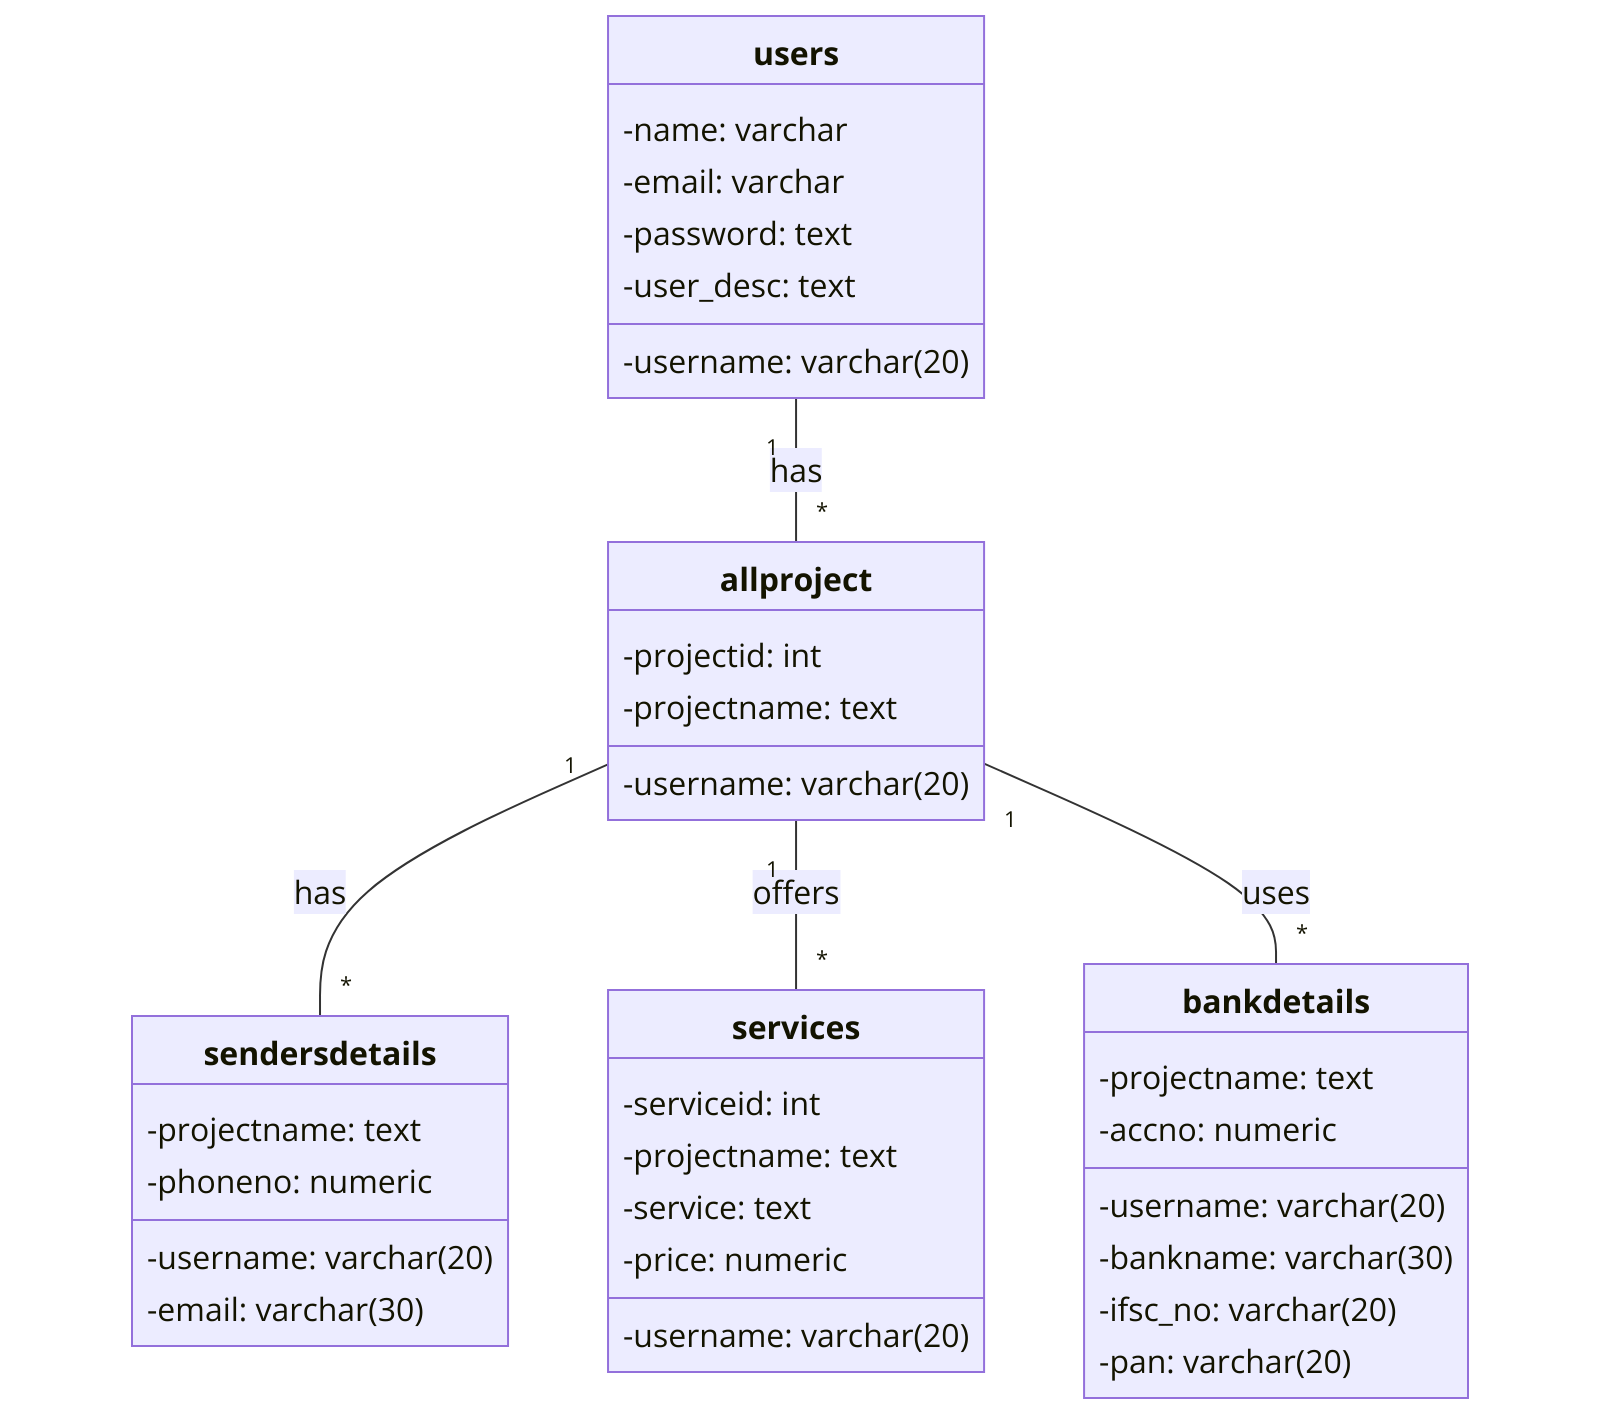 users
-name: varchar
-email: varchar
-password: text
-user_desc: text
-username: varchar(20)
1
has
*
allproject
-projectid: int
-projectname: text
-username: varchar(20)
1
has
*
1
offers
*
1
uses
*
sendersdetails
-projectname: text
-phoneno: numeric
-username: varchar(20)
-email: varchar(30)
services
-serviceid: int
-projectname: text
-service: text
-price: numeric
-username: varchar(20)
bankdetails
-projectname: text
-accno: numeric
-username: varchar(20)
-bankname: varchar(30)
-ifsc_no: varchar(20)
-pan: varchar(20)